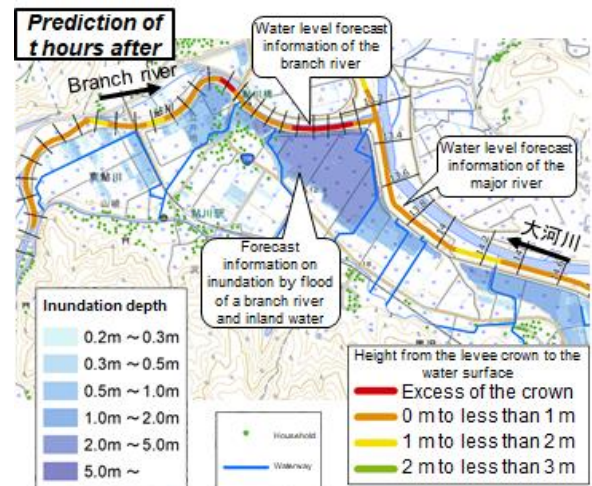 Prediction of
t hours after
Branch river
Water level forecast
information of the
branch river
Water level forecast
information of the
major river
大河川
Forecast
information on
inundation by flood
of a branch river
and inland water
Inundation depth
0.2m ～0.3m
0.3m ～0.5m
0.5m ～1.0m
1.0m ～2.0m
2.0m ～5.0m
5.0m ～
Household
Waterway
Height from the levee crown to the
water surface
Excess of the crown
0 m to less than 1 m
1 m to less than 2 m
2 m to less than 3 m